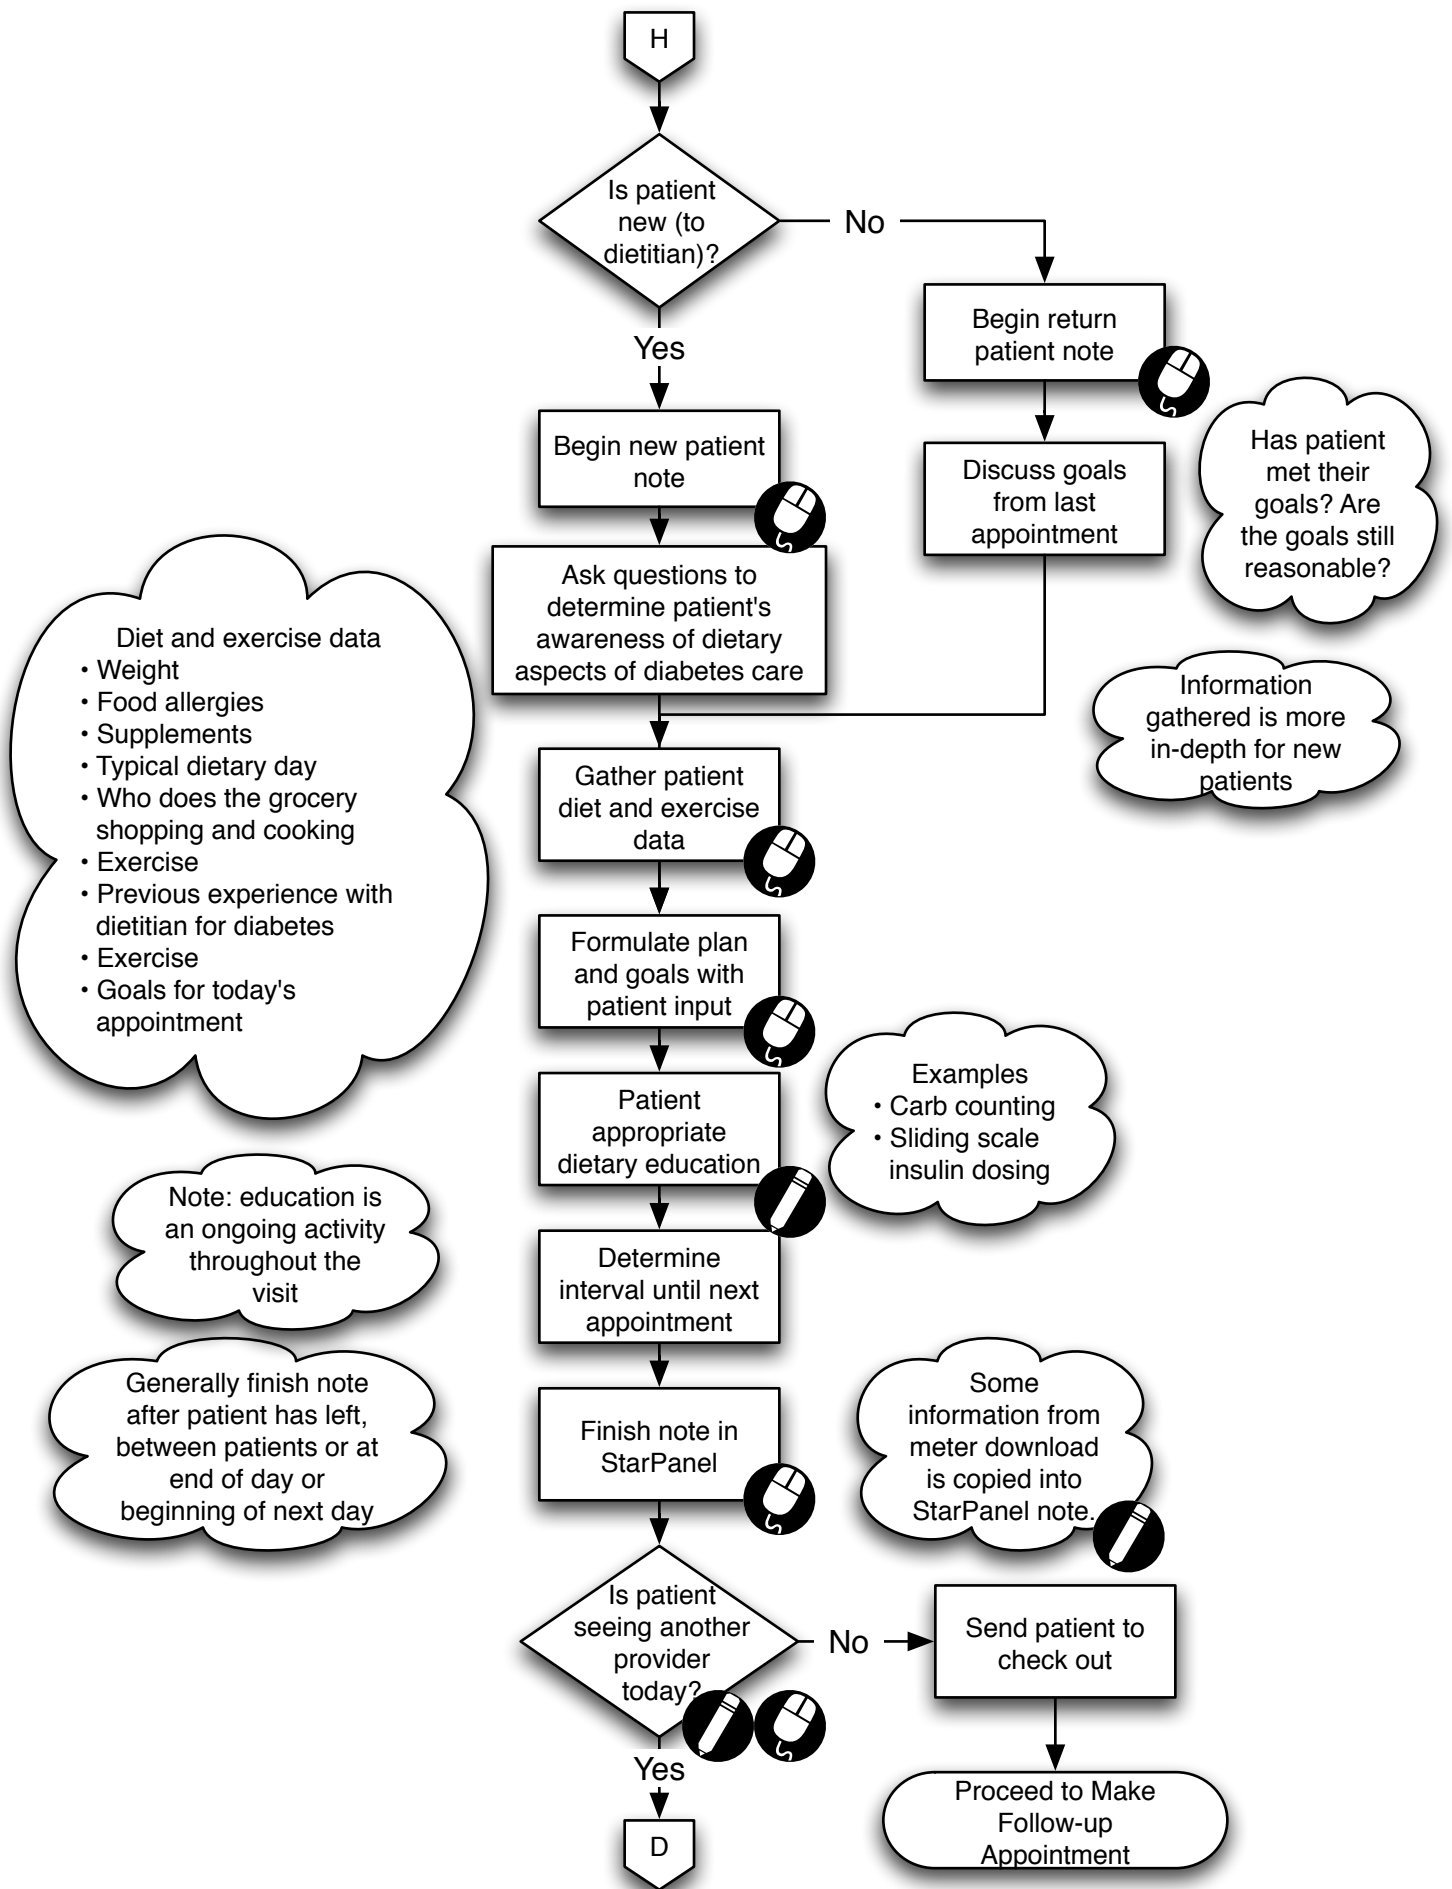 H
Is patient
new (to
dietitian)?
No
Yes
Begin return
patient note
Begin new patient
note
Discuss goals
from last
appointment
Has patient
met their
goals? Are
the goals still
reasonable?
Ask questions to
determine patient's
awareness of dietary
aspects of diabetes care
Diet and exercise data
• Weight
• Food allergies
• Supplements
• Typical dietary day
• Who does the grocery
shopping and cooking
• Exercise
• Previous experience with
dietitian for diabetes
• Exercise
• Goals for today's
appointment
Information
gathered is more
in-depth for new
patients
Gather patient
diet and exercise
data
Formulate plan
and goals with
patient input
Patient
appropriate
dietary education
Examples
• Carb counting
• Sliding scale
insulin dosing
Note: education is
an ongoing activity
throughout the
visit
Determine
interval until next
appointment
Generally finish note
after patient has left,
between patients or at
end of day or
beginning of next day
Finish note in
StarPanel
Some
information from
meter download
is copied into
StarPanel note.
Is patient
seeing another
provider
today?
No
Send patient to
check out
Yes
Proceed to Make
Follow-up
Appointment
D